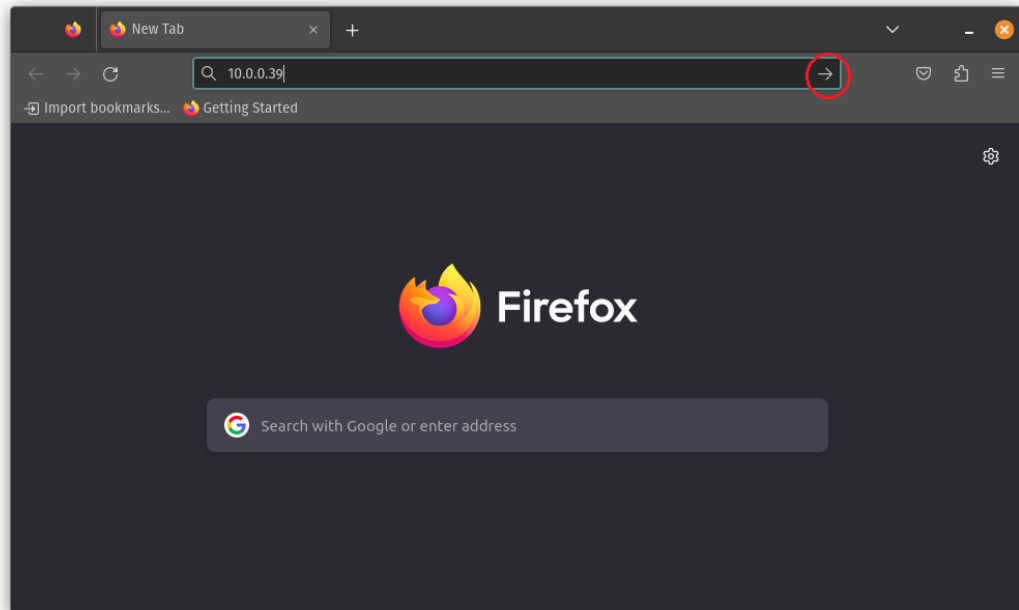 New Tab
10.0.0.39
Import bookmarks...
Getting Started
Firefox
Search with Google or enter address